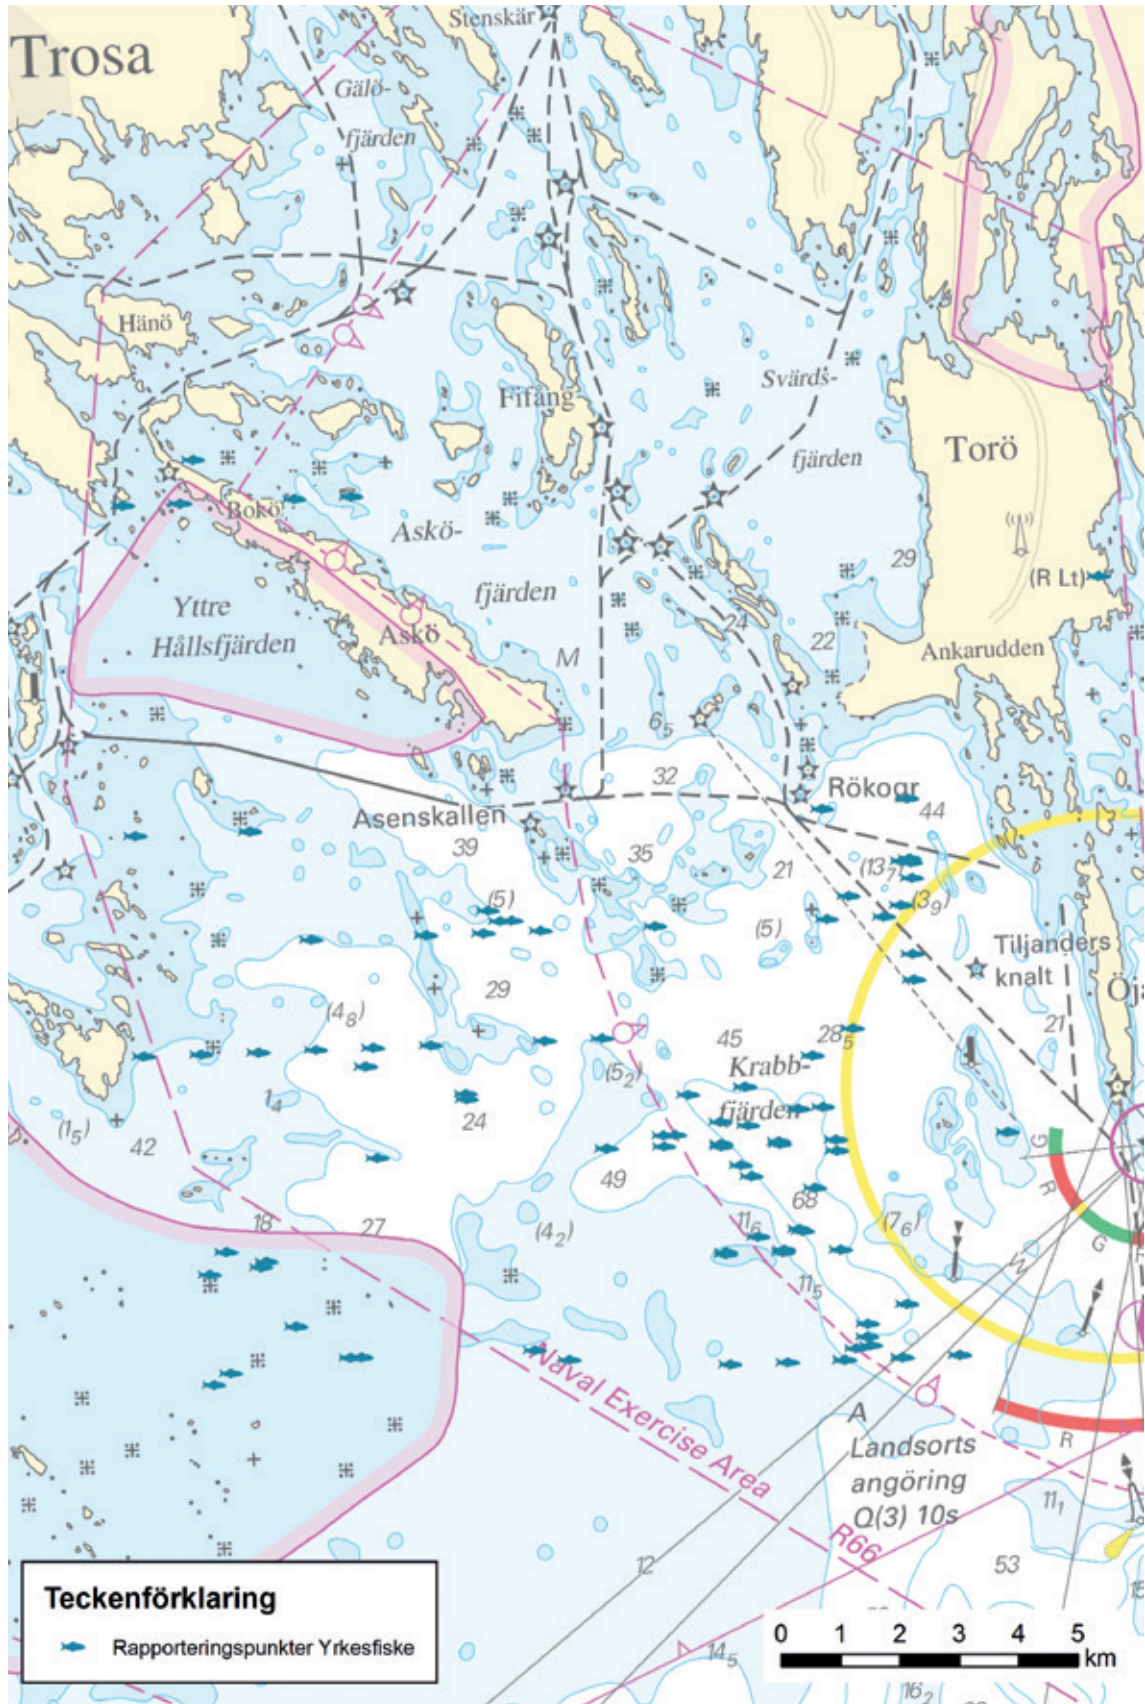 Stenskär
Trosa
Gälö-
fjärden
Hänö
Fifång
Svärds-
fjärden
Torö
Bokö
Askö-
fjärden
29
(R Lt)
Yttre
Hållsfjärden
Askö
24
22
Ankarudden
M
6₅
32
Rökogr
44
Asenskallen
39
35
21
(13₇)
(5)
(3₉)
(5)
Tiljanders
knalt
29
Öja
(4₈)
21
45
28₅
(5₂)
Krabb-
fjärden
1₄
24
(1₅)
42
49
68
G
R
18
27
(4₂)
11₆
(7₆)
G
W
11₅
Naval Exercise Area
A
R
Landsorts
angöring
Q(3) 10s
11₁
R66
12
53
Teckenförklaring
Rapporteringspunkter Yrkesfiske
14₅
0 1 2 3 4 5
km
16₂